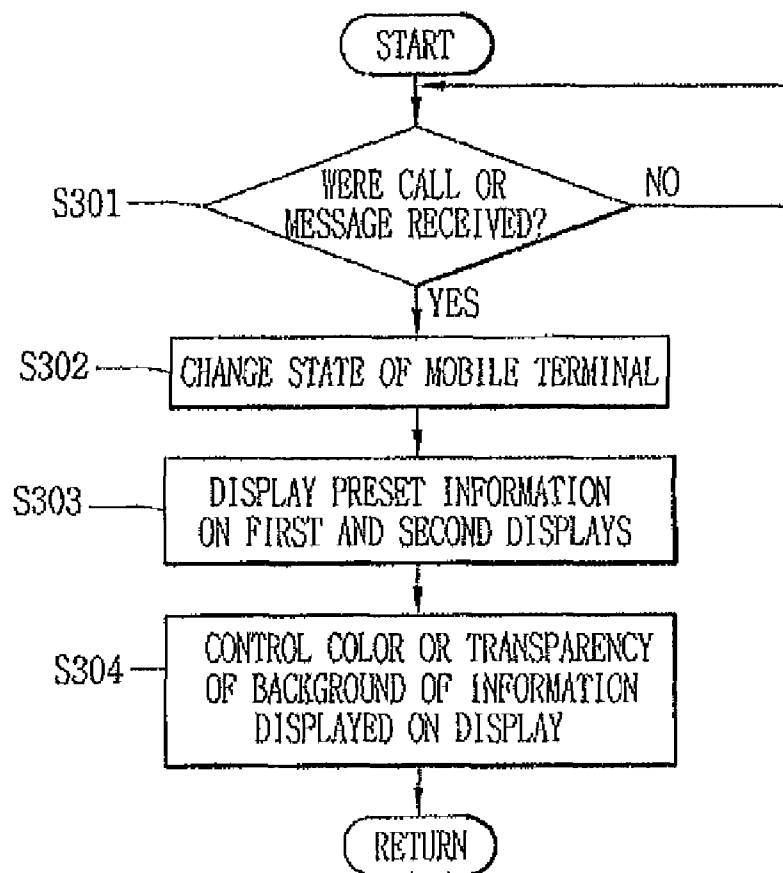 START
S301
WERE CALL OR
MESSAGE RECEIVED?
NO
YES
S302
CHANGE STATE OF MOBILE TERMINAL
S303
DISPLAY PRESET INFORMATION
ON FIRST AND SECOND DISPLAYS
S304
CONTROL COLOR OR TRANSPARENCY
OF BACKGROUND OF INFORMATION
DISPLAYED ON DISPLAY
RETURN